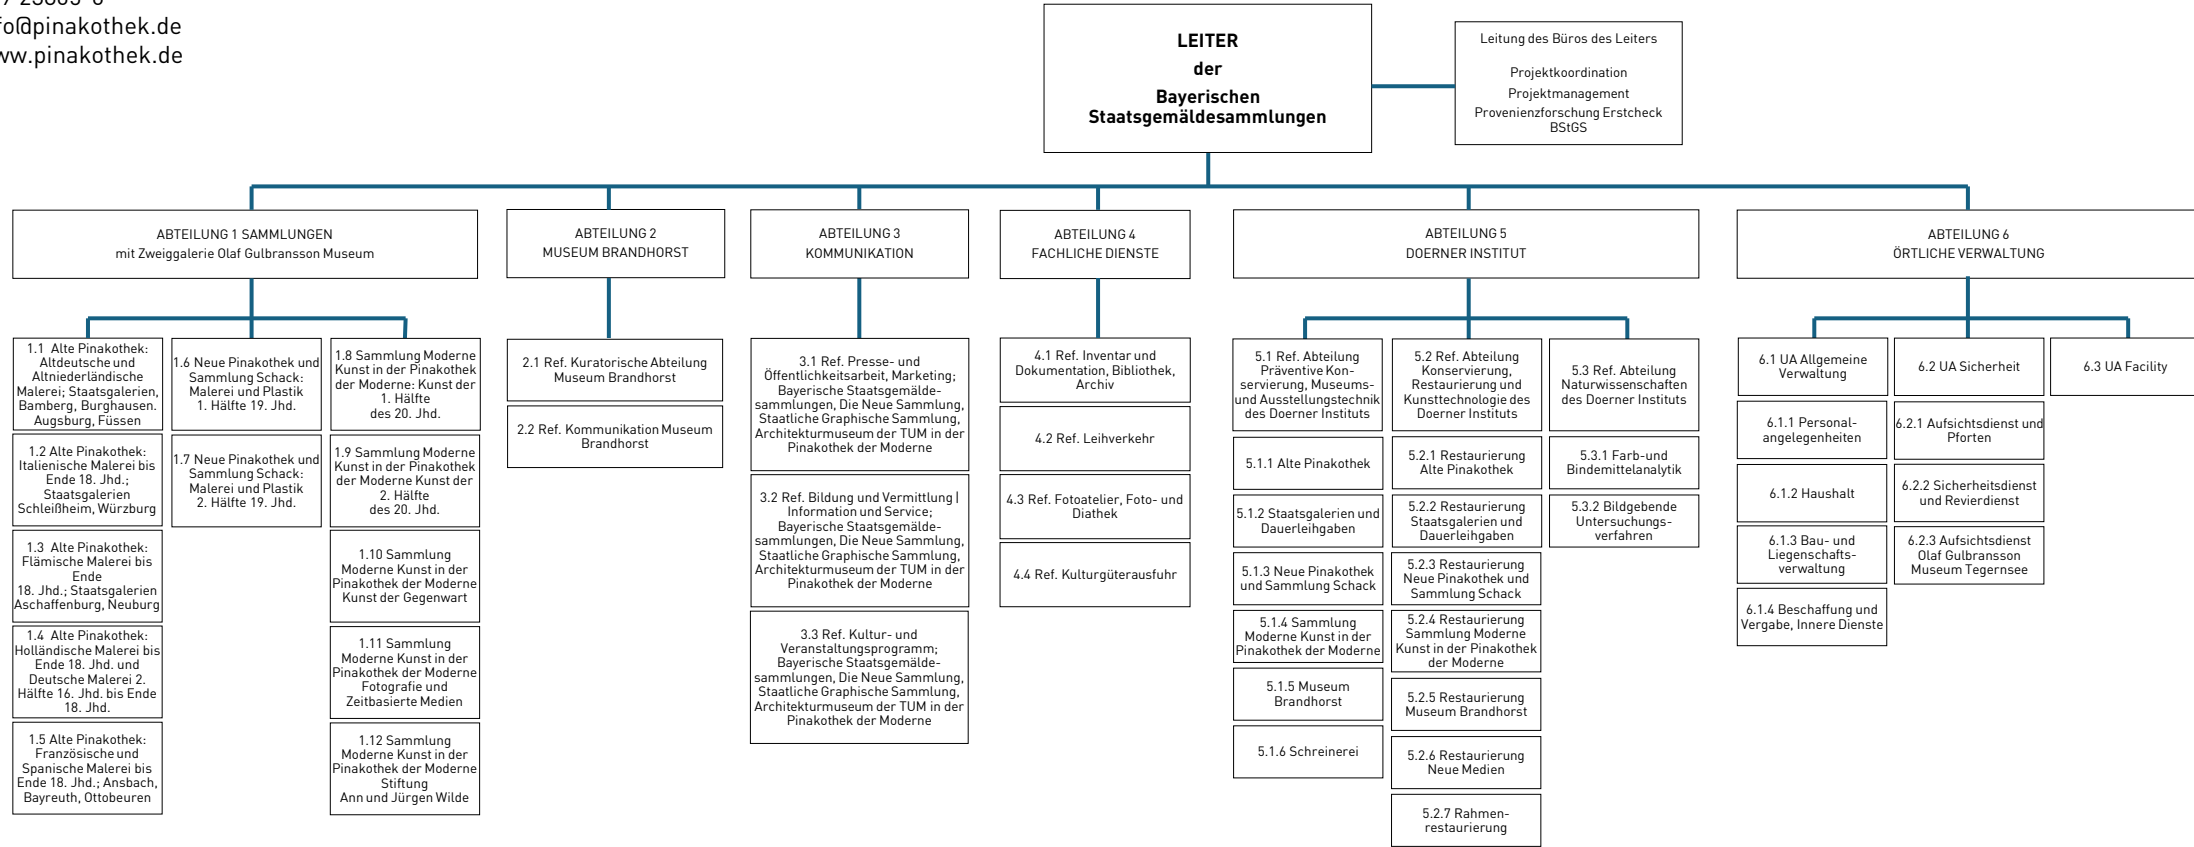 fo@pinakothek.de
ww.pinakothek.de
LEITER
der
Bayerischen
Staatsgemäldesammlungen
Leitung des Büros des Leiters
Projektkoordination
Projektmanagement
Provenienzforschung Erstcheck
BStGS
ABTEILUNG 1 SAMMLUNGEN
mit Zweiggalerie Olaf Gulbransson Museum
ABTEILUNG 2
MUSEUM BRANDHORST
ABTEILUNG 3
KOMMUNIKATION
ABTEILUNG 4
FACHLICHE DIENSTE
ABTEILUNG 5
DOERNER INSTITUT
ABTEILUNG 6
ÖRTLICHE VERWALTUNG
1.1 Alte Pinakothek:
Altdeutsche und
Altniederländische
Malerei; Staatsgalerien,
Bamberg, Burghausen.
Augsburg, Füssen
1.2 Alte Pinakothek:
Italienische Malerei bis
Ende 18. Jhd.;
Staatsgalerien
Schleißheim, Würzburg
1.3 Alte Pinakothek:
Flämische Malerei bis
Ende
18. Jhd.; Staatsgalerien
Aschaffenburg, Neuburg
1.4 Alte Pinakothek:
Holländische Malerei bis
Ende 18. Jhd. und
Deutsche Malerei 2.
Hälfte 16. Jhd. bis Ende
18. Jhd.
1.5 Alte Pinakothek:
Französische und
Spanische Malerei bis
Ende 18. Jhd.; Ansbach,
Bayreuth, Ottobeuren
1.6 Neue Pinakothek und
Sammlung Schack:
Malerei und Plastik
1. Hälfte 19. Jhd.
1.7 Neue Pinakothek und
Sammlung Schack:
Malerei und Plastik
2. Hälfte 19. Jhd.
1.8 Sammlung Moderne
Kunst in der Pinakothek
der Moderne: Kunst der
1. Hälfte
des 20. Jhd.
1.9 Sammlung Moderne
Kunst in der Pinakothek
der Moderne Kunst der
2. Hälfte
des 20. Jhd.
1.10 Sammlung
Moderne Kunst in der
Pinakothek der Moderne
Kunst der Gegenwart
1.11 Sammlung
Moderne Kunst in der
Pinakothek der Moderne
Fotografie und
Zeitbasierte Medien
1.12 Sammlung
Moderne Kunst in der
Pinakothek der Moderne
Stiftung
Ann und Jürgen Wilde
2.1 Ref. Kuratorische Abteilung
Museum Brandhorst
2.2 Ref. Kommunikation Museum
Brandhorst
3.1 Ref. Presse- und
Öffentlichkeitsarbeit, Marketing;
Bayerische Staatsgemälde-
sammlungen, Die Neue Sammlung,
Staatliche Graphische Sammlung,
Architekturmuseum der TUM in der
Pinakothek der Moderne
3.2 Ref. Bildung und Vermittlung |
Information und Service;
Bayerische Staatsgemälde-
sammlungen, Die Neue Sammlung,
Staatliche Graphische Sammlung,
Architekturmuseum der TUM in der
Pinakothek der Moderne
3.3 Ref. Kultur- und
Veranstaltungsprogramm;
Bayerische Staatsgemälde-
sammlungen, Die Neue Sammlung,
Staatliche Graphische Sammlung,
Architekturmuseum der TUM in der
Pinakothek der Moderne
4.1 Ref. Inventar und
Dokumentation, Bibliothek,
Archiv
4.2 Ref. Leihverkehr
4.3 Ref. Fotoatelier, Foto- und
Diathek
4.4 Ref. Kulturgüterausfuhr
5.1 Ref. Abteilung
Präventive Kon-
servierung, Museums-
und Ausstellungstechnik
des Doerner Instituts
5.1.1 Alte Pinakothek
5.1.2 Staatsgalerien und
Dauerleihgaben
5.1.3 Neue Pinakothek
und Sammlung Schack
5.1.4 Sammlung
Moderne Kunst in der
Pinakothek der Moderne
5.1.5 Museum
Brandhorst
5.1.6 Schreinerei
5.2 Ref. Abteilung
Konservierung,
Restaurierung und
Kunsttechnologie des
Doerner Instituts
5.2.1 Restaurierung
Alte Pinakothek
5.2.2 Restaurierung
Staatsgalerien und
Dauerleihgaben
5.2.3 Restaurierung
Neue Pinakothek und
Sammlung Schack
5.2.4 Restaurierung
Sammlung Moderne
Kunst in der Pinakothek
der Moderne
5.2.5 Restaurierung
Museum Brandhorst
5.2.6 Restaurierung
Neue Medien
5.2.7 Rahmen-
restaurierung
5.3 Ref. Abteilung
Naturwissenschaften
des Doerner Instituts
5.3.1 Farb-und
Bindemittelanalytik
5.3.2 Bildgebende
Untersuchungs-
verfahren
6.1 UA Allgemeine
Verwaltung
6.1.1 Personal-
angelegenheiten
6.1.2 Haushalt
6.1.3 Bau- und
Liegenschafts-
verwaltung
6.1.4 Beschaffung und
Vergabe, Innere Dienste
6.2 UA Sicherheit
6.2.1 Aufsichtsdienst und
Pforten
6.2.2 Sicherheitsdienst
und Revierdienst
6.2.3 Aufsichtsdienst
Olaf Gulbransson
Museum Tegernsee
6.3 UA Facility